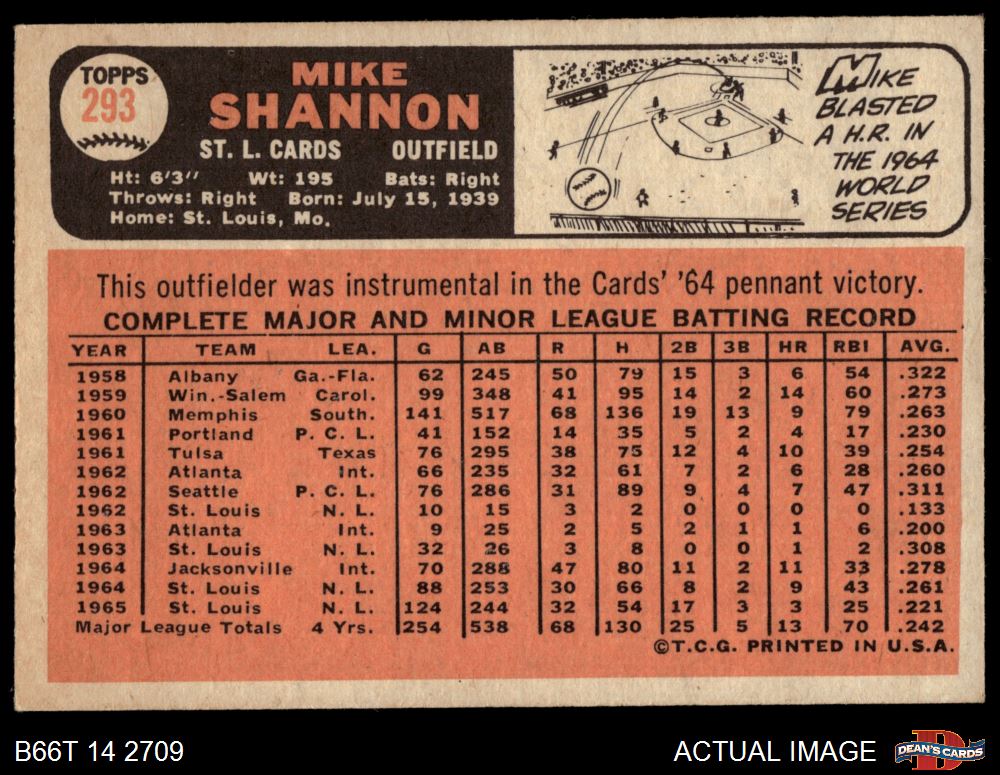 TOPPS
293
MIKE
SHANNON
ST. L. CARDS OUTFIELD
Ht: 6'3" Wt: 195 Bats: Right
Throws: Right Born: July 15, 1939
Home: St. Louis, Mo.
MIKE
BLASTED
A H.R. IN
THE 1964
WORLD
SERIES
This outfielder was instrumental in the Cards' '64 pennant victory.
COMPLETE MAJOR AND MINOR LEAGUE BATTING RECORD
YEAR TEAM LEA. G AB R H 2B 3B HR RBI AVG.
1958 Albany Ga.-Fla. 62 245 50 79 15 3 6 54 .322
1959 Win.-Salem Carol. 99 348 41 95 14 2 14 60 .273
1960 Memphis South. 141 517 68 136 19 13 9 79 .263
1961 Portland P. C. L. 41 152 14 35 5 2 4 17 .230
1961 Tulsa Texas 76 295 38 75 12 4 10 39 .254
1962 Atlanta Int. 66 235 32 61 7 2 6 28 .260
1962 Seattle P. C. L. 76 286 31 89 9 4 7 47 .311
1962 St. Louis N. L. 10 15 3 2 0 0 0 0 .133
1963 Atlanta Int. 9 25 2 5 2 1 1 6 .200
1963 St. Louis N. L. 32 26 3 8 0 0 1 2 .308
1964 Jacksonville Int. 70 288 47 80 11 2 11 33 .278
1964 St. Louis N. L. 88 253 30 66 8 2 9 43 .261
1965 St. Louis N. L. 124 244 32 54 17 3 3 25 .221
Major League Totals 4 Yrs. 254 538 68 130 25 5 13 70 .242
©T.C.G. PRINTED IN U.S.A.
B66T 14 2709 ACTUAL IMAGE DEAN'S CARDS